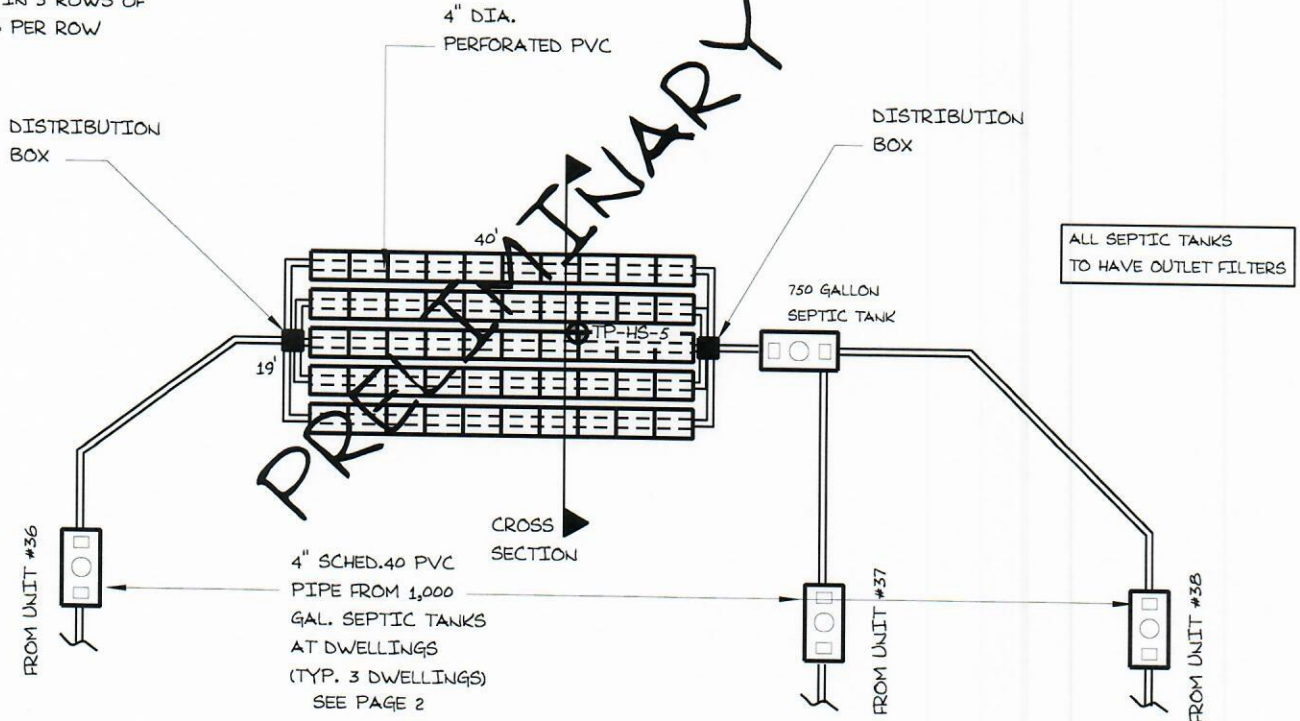 IN 5 ROWS OF
PER ROW
4" DIA.
PERFORATED PVC
DISTRIBUTION
BOX
DISTRIBUTION
BOX
PRELIMINARY
ALL SEPTIC TANKS
TO HAVE OUTLET FILTERS
40'
750 GALLON
SEPTIC TANK
TP-HS-5
19'
CROSS
SECTION
4" SCHED.40 PVC
PIPE FROM 1,000
GAL. SEPTIC TANKS
AT DWELLINGS
(TYP. 3 DWELLINGS)
SEE PAGE 2
FROM UNIT #36
FROM UNIT #37
FROM UNIT #38